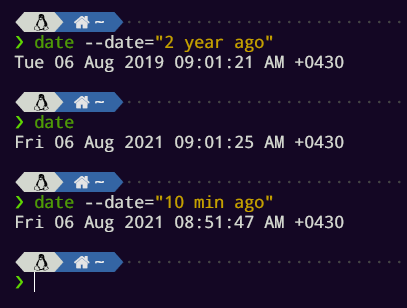 ~
❯ date --date="2 year ago"
Tue 06 Aug 2019 09:01:21 AM +0430
~
❯ date
Fri 06 Aug 2021 09:01:25 AM +0430
~
❯ date --date="10 min ago"
Fri 06 Aug 2021 08:51:47 AM +0430
~
❯